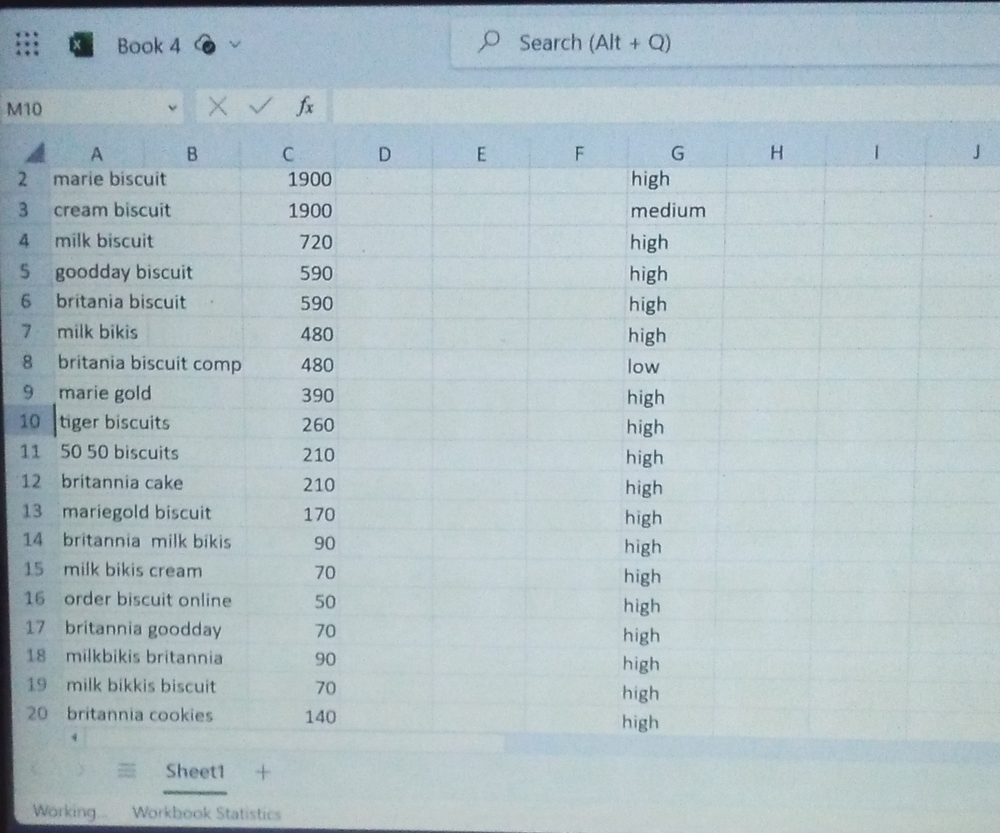 Book 4 Search (Alt + Q)
M10 fx
A B C D E F G H I J
2 marie biscuit 1900 high
3 cream biscuit 1900 medium
4 milk biscuit 720 high
5 goodday biscuit 590 high
6 britania biscuit 590 high
7 milk bikis 480 high
8 britania biscuit comp 480 low
9 marie gold 390 high
10 tiger biscuits 260 high
11 50 50 biscuits 210 high
12 britannia cake 210 high
13 mariegold biscuit 170 high
14 britannia  milk bikis 90 high
15 milk bikis cream 70 high
16 order biscuit online 50 high
17 britannia goodday 70 high
18 milkbikis britannia 90 high
19 milk bikkis biscuit 70 high
20 britannia cookies 140 high
Sheet1 +
Working... Workbook Statistics